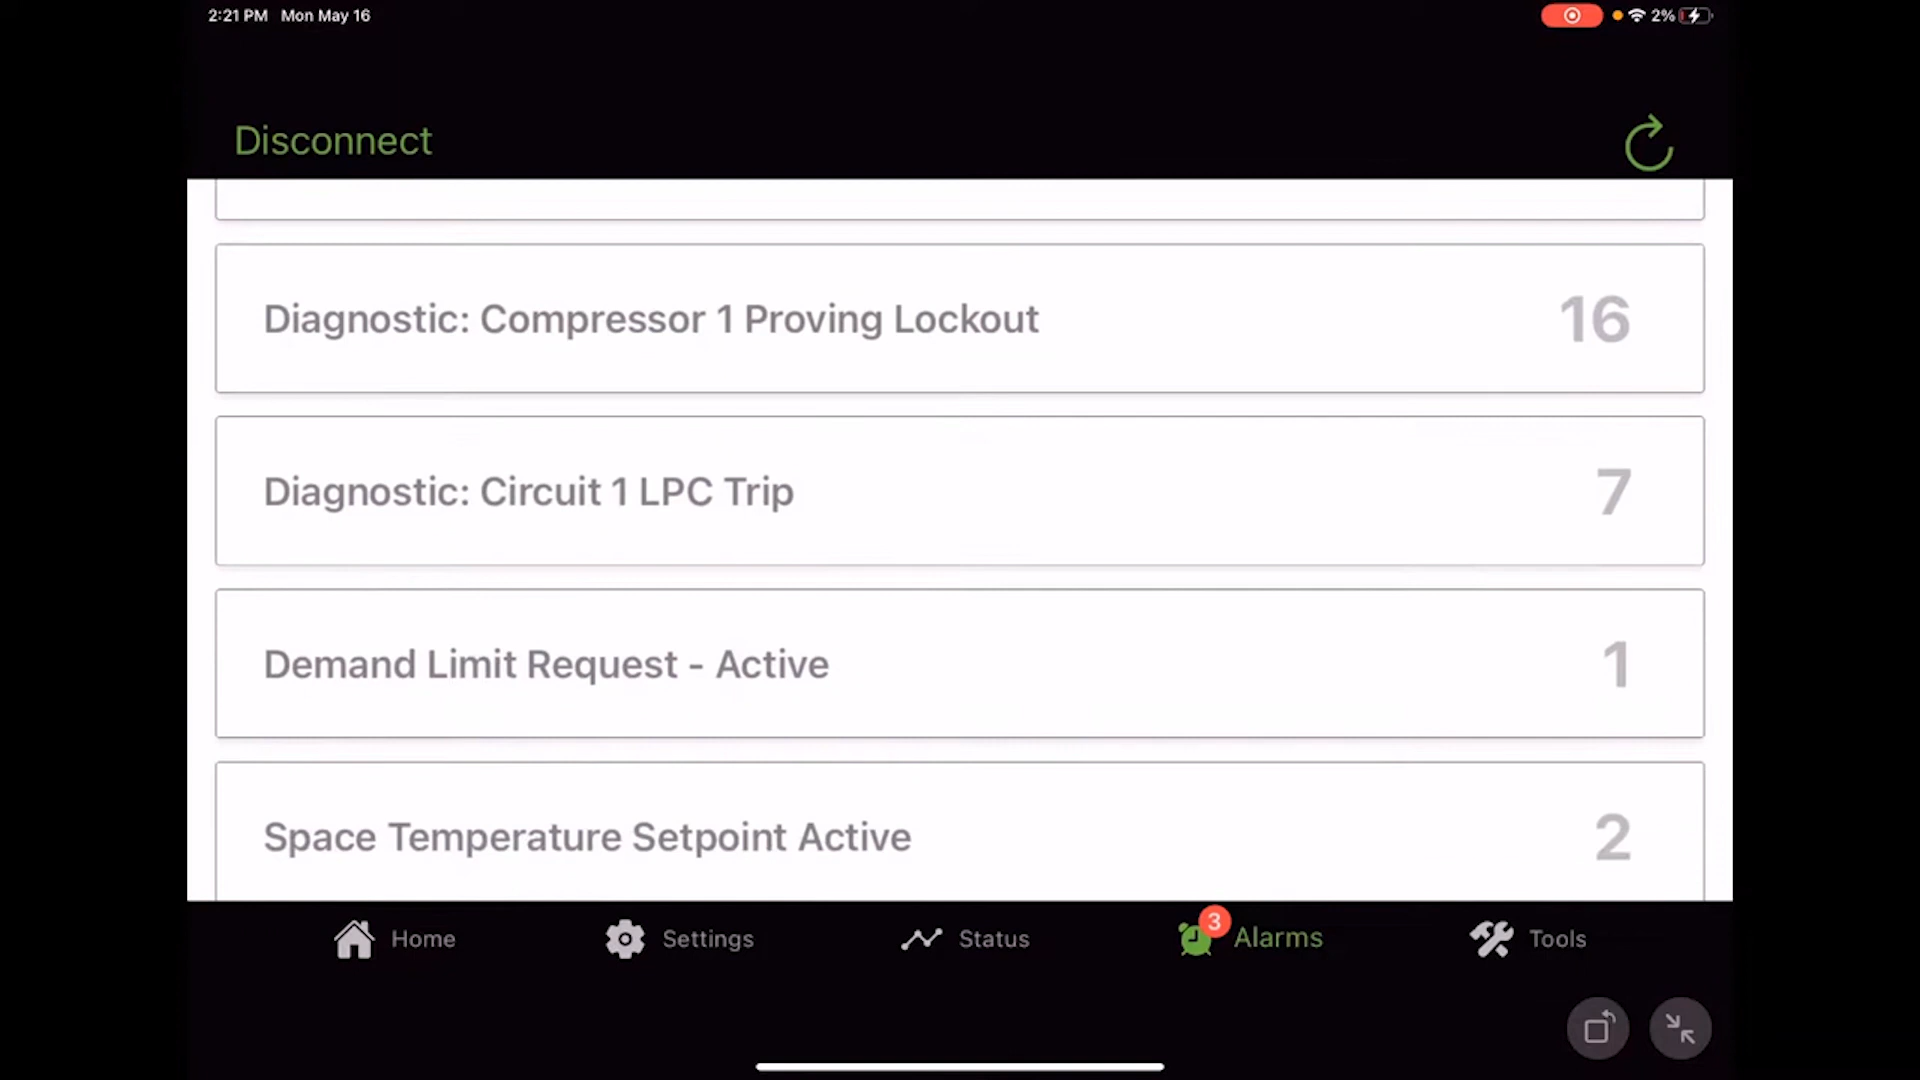 2:21 PM Mon May 16
2%
Disconnect
Diagnostic: Compressor 1 Proving Lockout 16
Diagnostic: Circuit 1 LPC Trip 7
Demand Limit Request - Active 1
Space Temperature Setpoint Active 2
Home Settings Status 3 Alarms Tools